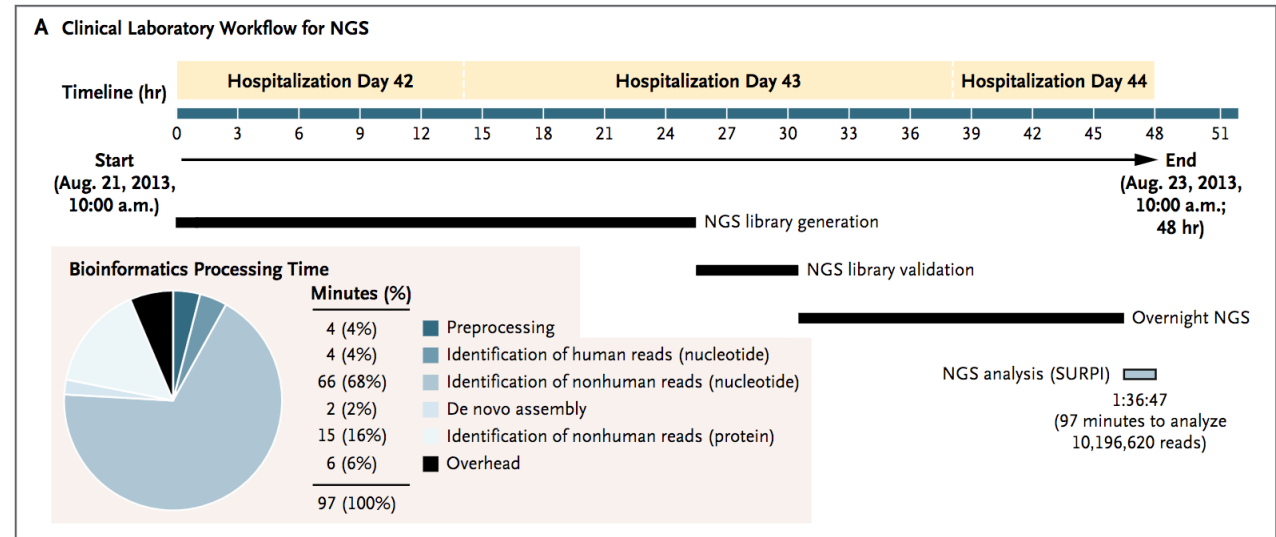 A Clinical Laboratory Workflow for NGS
Hospitalization Day 42
Hospitalization Day 43
Hospitalization Day 44
Timeline (hr)
0 3 6 9 12 15 18 21 24 27 30 33 36 39 42 45 48 51
Start
(Aug. 21, 2013,
10:00 a.m.)
End
(Aug. 23, 2013,
10:00 a.m.;
48 hr)
NGS library generation
NGS library validation
Overnight NGS
NGS analysis (SURPI)
1:36:47
(97 minutes to analyze
10,196,620 reads)
Bioinformatics Processing Time
Minutes (%)
4 (4%) Preprocessing
4 (4%) Identification of human reads (nucleotide)
66 (68%) Identification of nonhuman reads (nucleotide)
2 (2%) De novo assembly
15 (16%) Identification of nonhuman reads (protein)
6 (6%) Overhead
97 (100%)